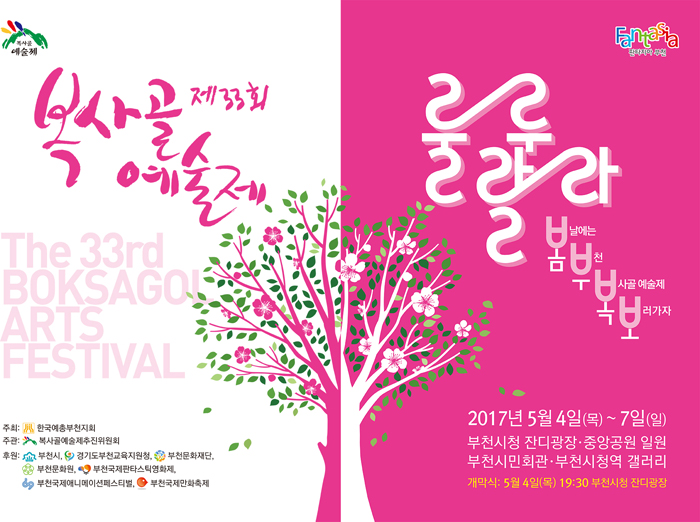 복사골
예술제
Fantasia
판타지아 부천
복사골 제33회
예술제
룰루
랄라
봄날에는
부천
복사골 예술제
보러가자
The 33rd
BOKSAGOL
ARTS
FESTIVAL
2017년 5월 4일(목) ~ 7일(일)
부천시청 잔디광장·중앙공원 일원
부천시민회관·부천시청역 갤러리
개막식: 5월 4일(목) 19:30 부천시청 잔디광장
주최: 한국예총부천지회
주관: 복사골예술제추진위원회
후원: 부천시, 경기도부천교육지원청, 부천문화재단,
부천문화원, 부천국제판타스틱영화제,
부천국제애니메이션페스티벌, 부천국제만화축제